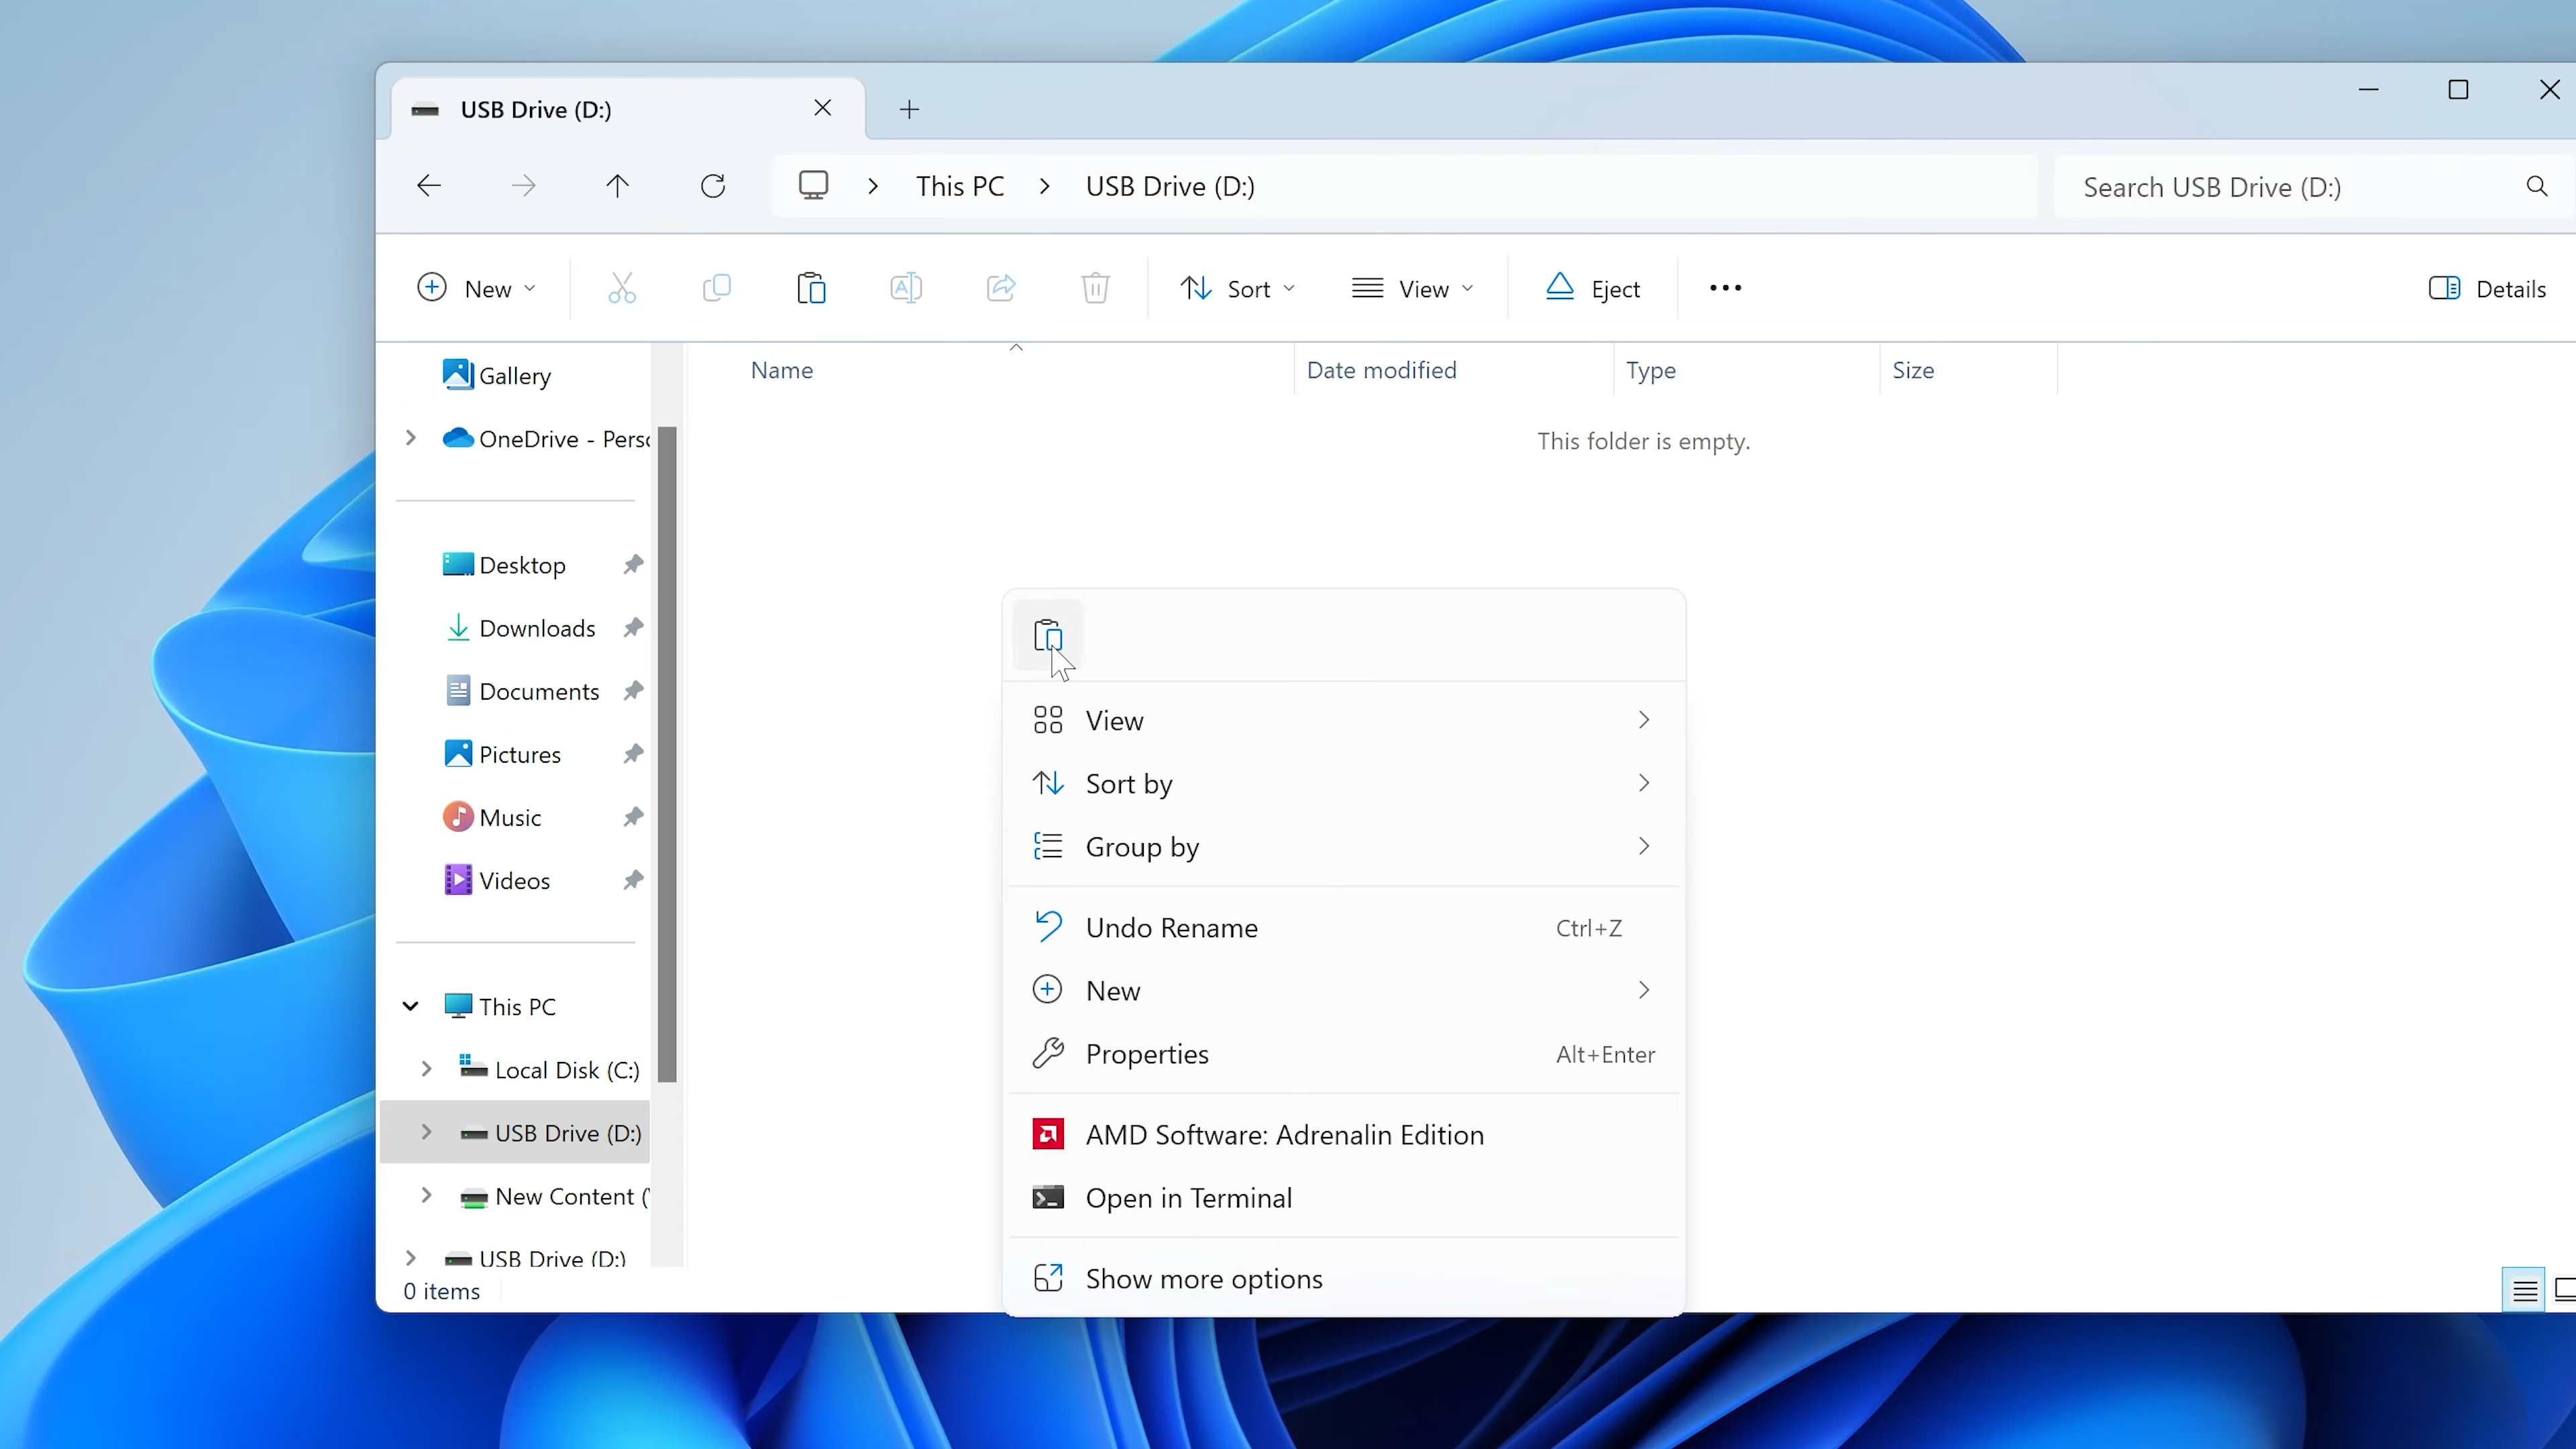 USB Drive (D:)
This PC > USB Drive (D:)
Search USB Drive (D:)
New
Sort
View
Eject
Details
Name
Date modified
Type
Size
This folder is empty.
Gallery
OneDrive - Perso
Desktop
Downloads
Documents
Pictures
Music
Videos
This PC
Local Disk (C:)
USB Drive (D:)
New Content (
USB Drive (D:)
0 items
View
Sort by
Group by
Undo Rename Ctrl+Z
New
Properties Alt+Enter
AMD Software: Adrenalin Edition
Open in Terminal
Show more options